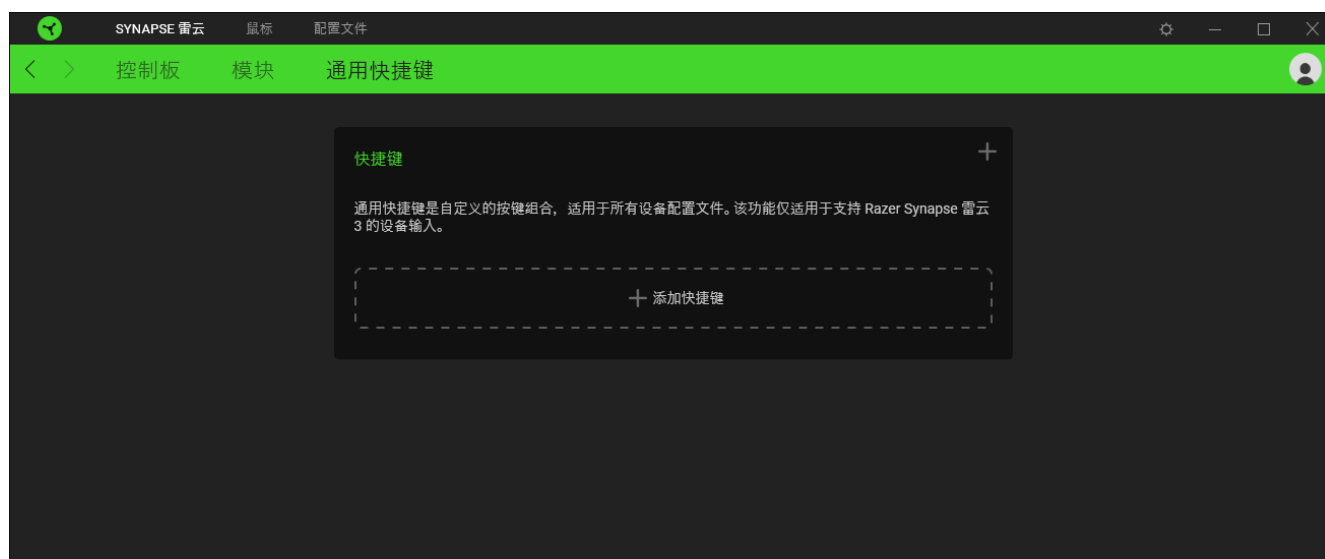 SYNAPSE 雷云 鼠标 配置文件
控制板 模块 通用快捷键
快捷键
通用快捷键是自定义的按键组合，适用于所有设备配置文件。该功能仅适用于支持 Razer Synapse 雷云
3 的设备输入。
添加快捷键